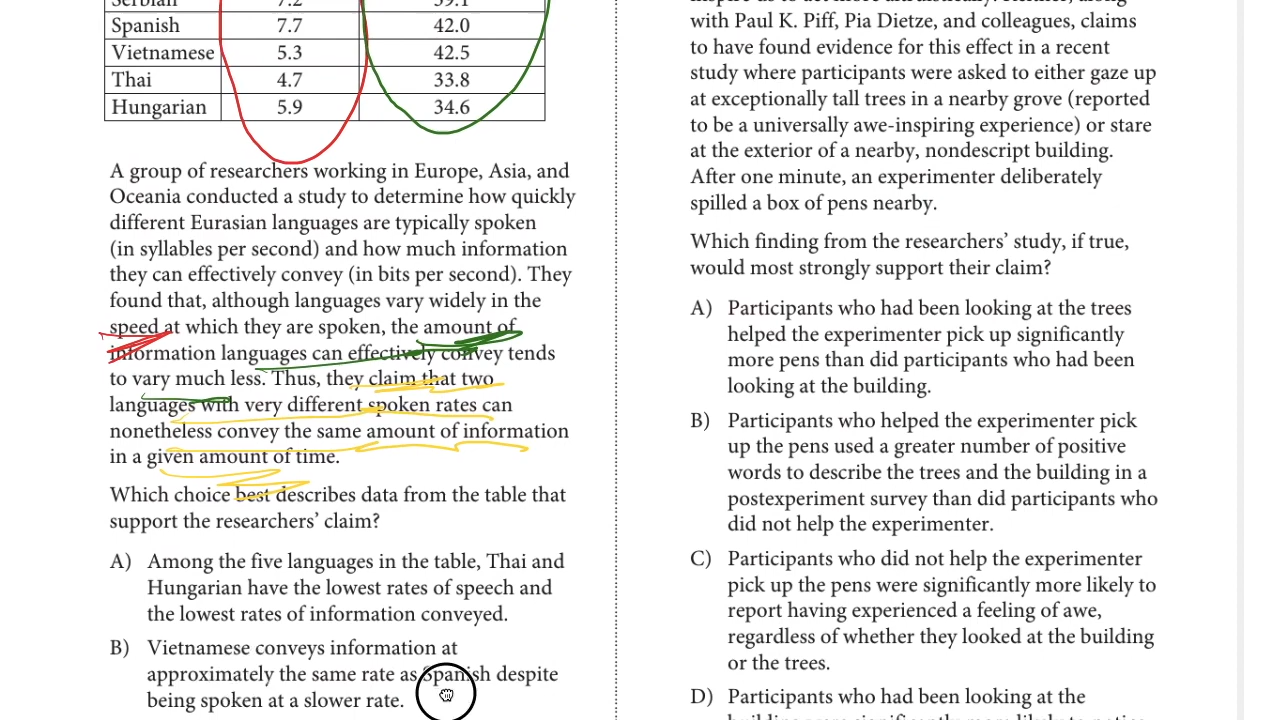 Serbian 7.2 39.1
Spanish 7.7 42.0
Vietnamese 5.3 42.5
Thai 4.7 33.8
Hungarian 5.9 34.6
A group of researchers working in Europe, Asia, and
Oceania conducted a study to determine how quickly
different Eurasian languages are typically spoken
(in syllables per second) and how much information
they can effectively convey (in bits per second). They
found that, although languages vary widely in the
speed at which they are spoken, the amount of
information languages can effectively convey tends
to vary much less. Thus, they claim that two
languages with very different spoken rates can
nonetheless convey the same amount of information
in a given amount of time.
Which choice best describes data from the table that
support the researchers' claim?
A) Among the five languages in the table, Thai and
Hungarian have the lowest rates of speech and
the lowest rates of information conveyed.
B) Vietnamese conveys information at
approximately the same rate as Spanish despite
being spoken at a slower rate.
with Paul K. Piff, Pia Dietze, and colleagues, claims
to have found evidence for this effect in a recent
study where participants were asked to either gaze up
at exceptionally tall trees in a nearby grove (reported
to be a universally awe-inspiring experience) or stare
at the exterior of a nearby, nondescript building.
After one minute, an experimenter deliberately
spilled a box of pens nearby.
Which finding from the researchers' study, if true,
would most strongly support their claim?
A) Participants who had been looking at the trees
helped the experimenter pick up significantly
more pens than did participants who had been
looking at the building.
B) Participants who helped the experimenter pick
up the pens used a greater number of positive
words to describe the trees and the building in a
postexperiment survey than did participants who
did not help the experimenter.
C) Participants who did not help the experimenter
pick up the pens were significantly more likely to
report having experienced a feeling of awe,
regardless of whether they looked at the building
or the trees.
D) Participants who had been looking at the